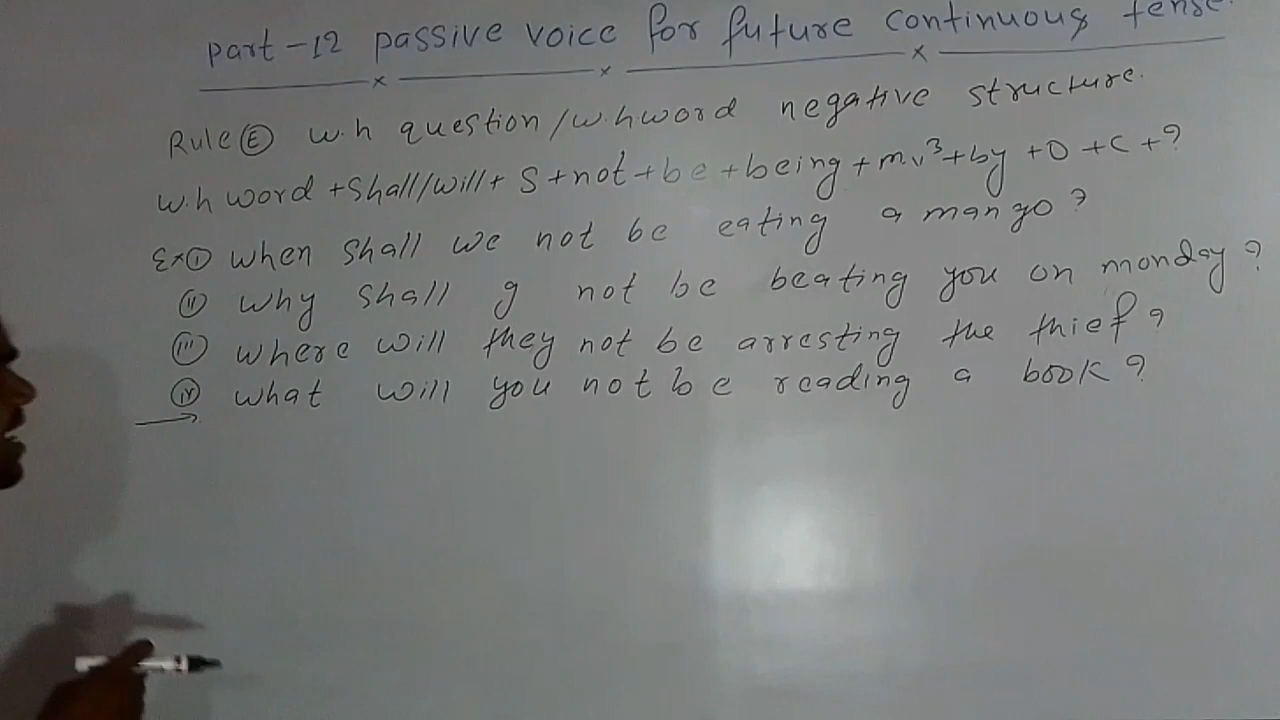 part-12 passive voice for future continuous tense.
Rule Ⓔ w.h question/w.h word negative structure.
w.h word + shall/will + S + not + be + being + mv³ + by + O + C + ?
Ex ① when shall we not be eating a mango?
ⓘⓘ why shall I not be beating you on monday?
ⓘⓘⓘ where will they not be arresting the thief?
ⓘⓥ what will you not be reading a book?
→